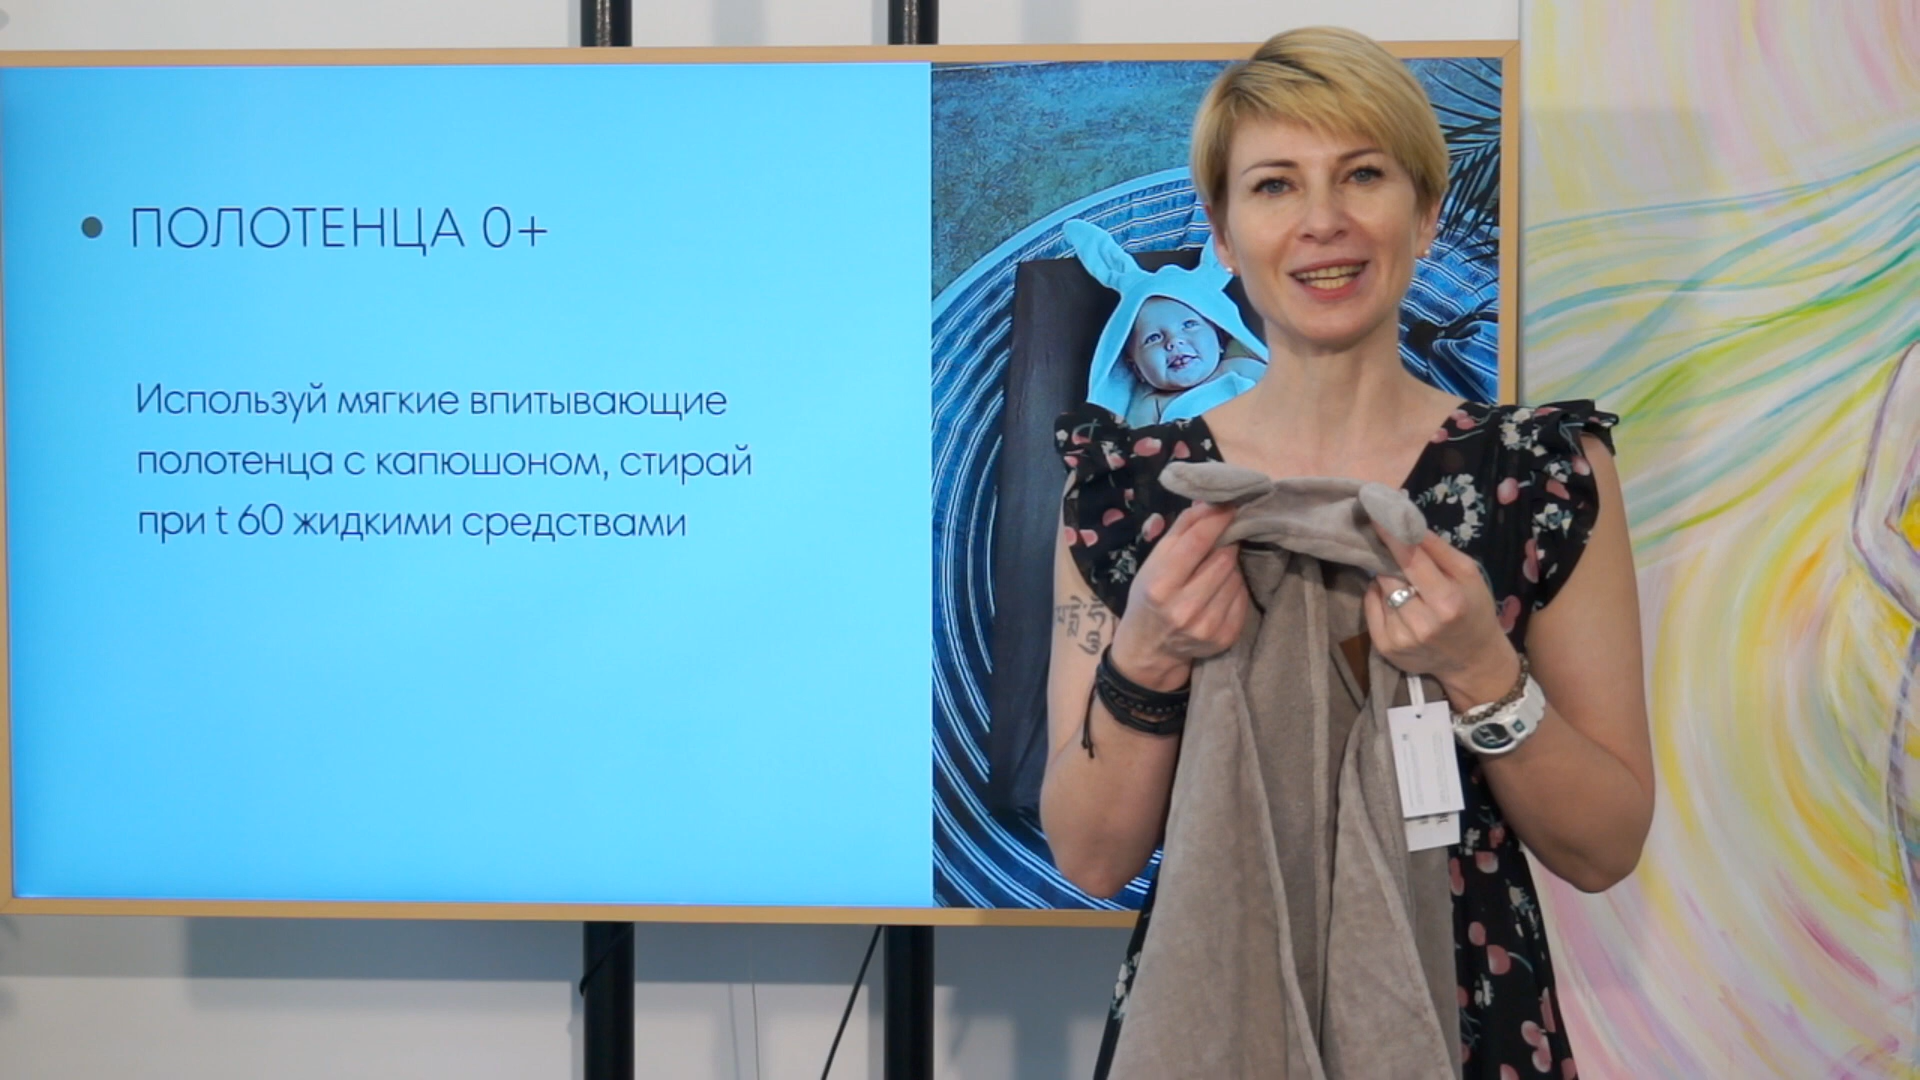 ПОЛОТЕНЦА 0+
Используй мягкие впитывающие
полотенца с капюшоном, стирай
при t 60 жидкими средствами